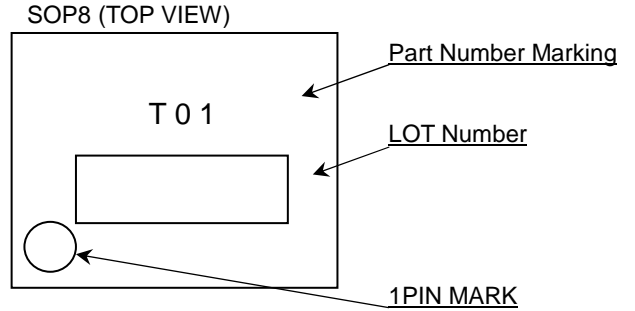 SOP8 (TOP VIEW)
Part Number Marking
T 0 1
LOT Number
1PIN MARK